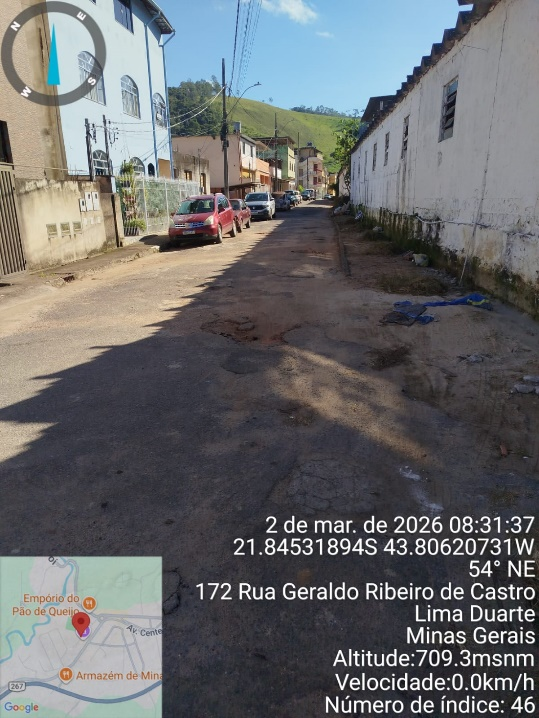 N
E
S
W
2 de mar. de 2026 08:31:37
21.84531894S 43.80620731W
54° NE
172 Rua Geraldo Ribeiro de Castro
Lima Duarte
Minas Gerais
Altitude:709.3msnm
Velocidade:0.0km/h
Número de índice: 46
Empório do
Pão de Queijo
Av. Cente
Armazém de Mina
267
Google